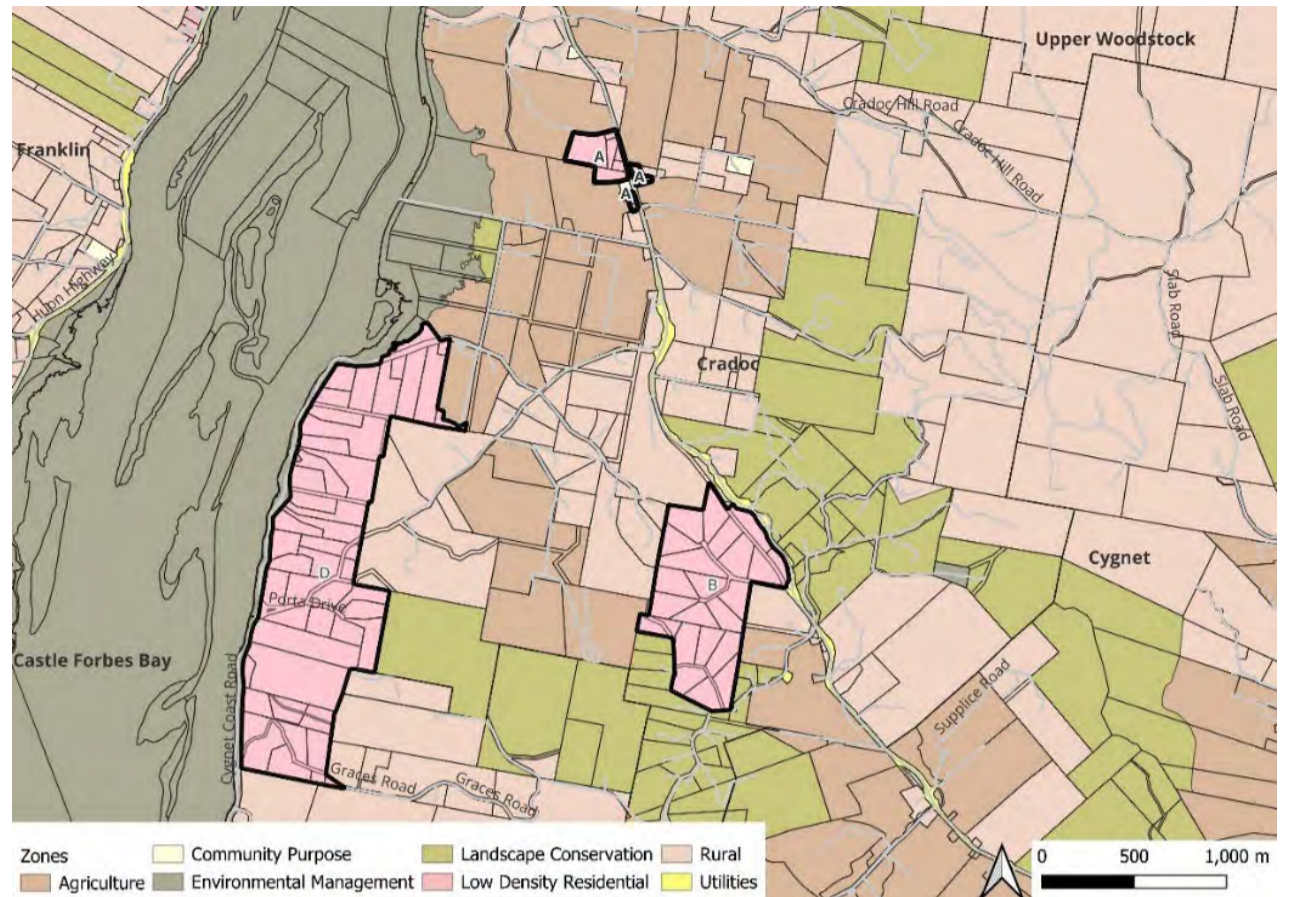 Upper Woodstock
Cradoc Hill Road
Cradoc Hill Road
Franklin
A
A
A
Huon Highway
Slab Road
Cradoc
Slab Road
Cygnet
D
B
Porta Drive
Castle Forbes Bay
Cygnet Coast Road
Supplice Road
Graces Road
Graces Road
Zones
Community Purpose
Landscape Conservation
Rural
Agriculture
Environmental Management
Low Density Residential
Utilities
0 500 1,000 m